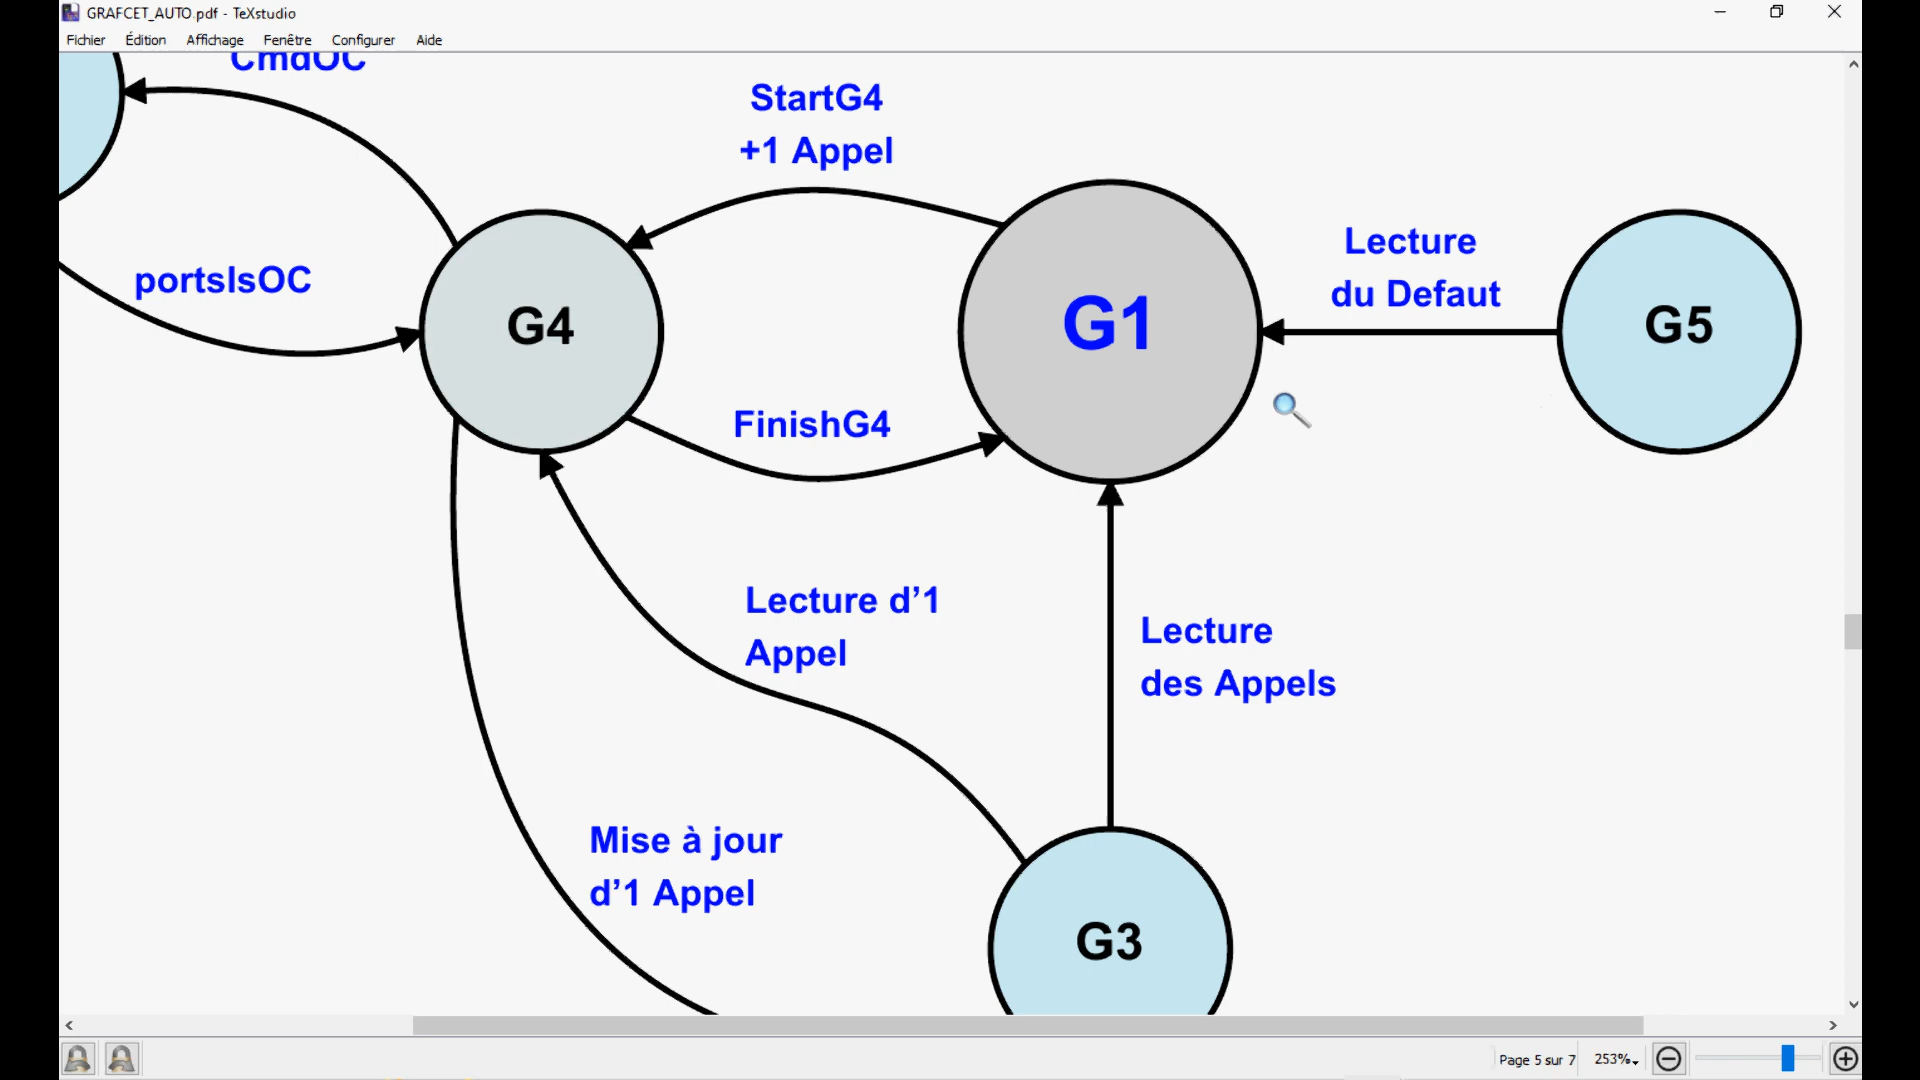 GRAFCET_AUTO.pdf - TeXstudio
Fichier Édition Affichage Fenêtre Configurer Aide
CmdOC
StartG4
+1 Appel
portsIsOC
G4
G1
Lecture
du Defaut
G5
FinishG4
Lecture d’1
Appel
Lecture
des Appels
Mise à jour
d’1 Appel
G3
Page 5 sur 7
253%